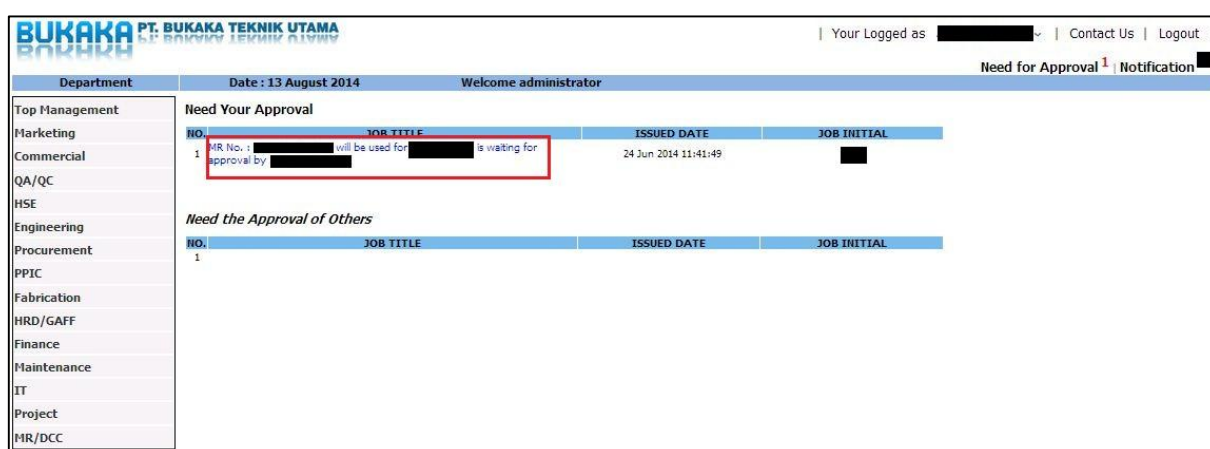 BUKAKA PT. BUKAKA TEKNIK UTAMA
| Your Logged as | Contact Us | Logout
Need for Approval 1 | Notification
Department Date : 13 August 2014 Welcome administrator
Top Management
Marketing
Commercial
QA/QC
HSE
Engineering
Procurement
PPIC
Fabrication
HRD/GAFF
Finance
Maintenance
IT
Project
MR/DCC
Need Your Approval
NO. JOB TITLE ISSUED DATE JOB INITIAL
1 MR No. : will be used for is waiting for 24 Jun 2014 11:41:49
approval by
Need the Approval of Others
NO. JOB TITLE ISSUED DATE JOB INITIAL
1